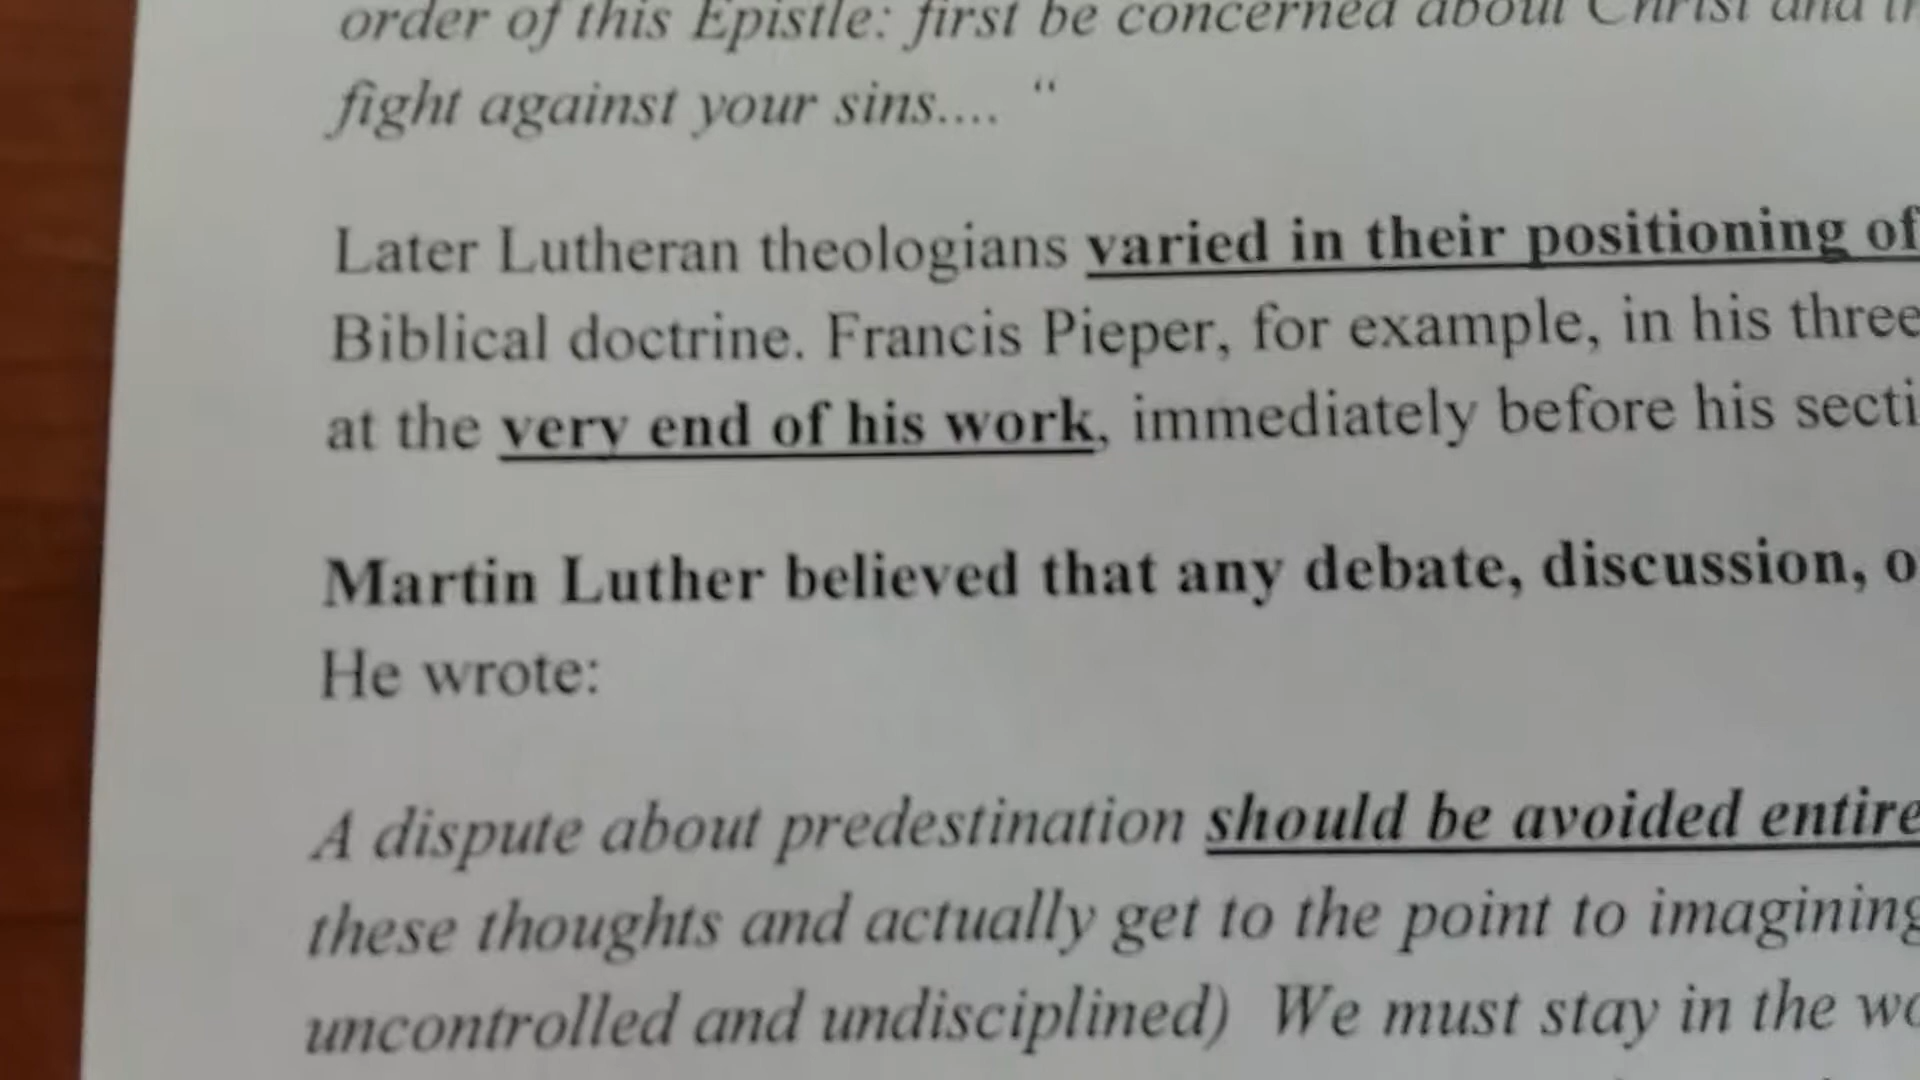 order of this Epistle: first be concerned about Christ and
fight against your sins.... “
Later Lutheran theologians varied in their positioning of
Biblical doctrine. Francis Pieper, for example, in his three
at the very end of his work, immediately before his secti
Martin Luther believed that any debate, discussion, o
He wrote:
A dispute about predestination should be avoided entire
these thoughts and actually get to the point to imagining
uncontrolled and undisciplined) We must stay in the wo